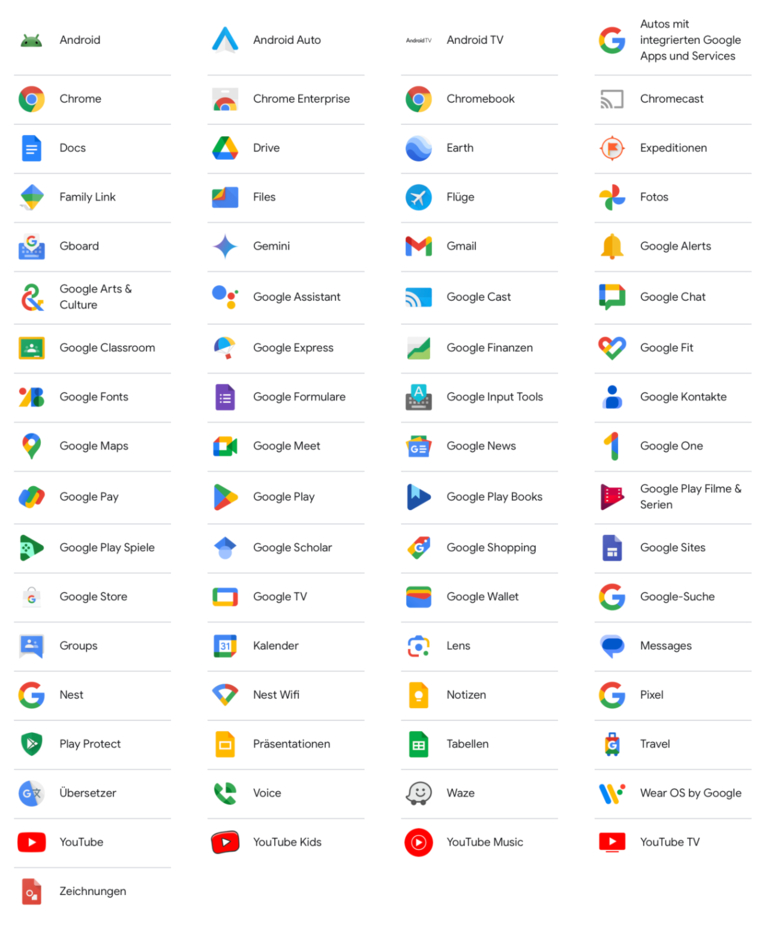 Android
Android Auto
AndroidTV
Android TV
Autos mit
integrierten Google
Apps und Services
Chrome
Chrome Enterprise
Chromebook
Chromecast
Docs
Drive
Earth
Expeditionen
Family Link
Files
Flüge
Fotos
G
Gboard
Gemini
Gmail
Google Alerts
Google Arts &
Culture
Google Assistant
Google Cast
Google Chat
Google Classroom
Google Express
Google Finanzen
Google Fit
Google Fonts
Google Formulare
A
Google Input Tools
Google Kontakte
Google Maps
Google Meet
GE
Google News
1
Google One
Google Pay
Google Play
Google Play Books
Google Play Filme &
Serien
Google Play Spiele
Google Scholar
G
Google Shopping
Google Sites
G
Google Store
Google TV
Google Wallet
G
Google-Suche
Groups
31
Kalender
Lens
Messages
G
Nest
Nest Wifi
Notizen
G
Pixel
Play Protect
Präsentationen
Tabellen
G
Travel
G文
Übersetzer
Voice
Waze
Wear OS by Google
YouTube
YouTube Kids
YouTube Music
YouTube TV
Zeichnungen